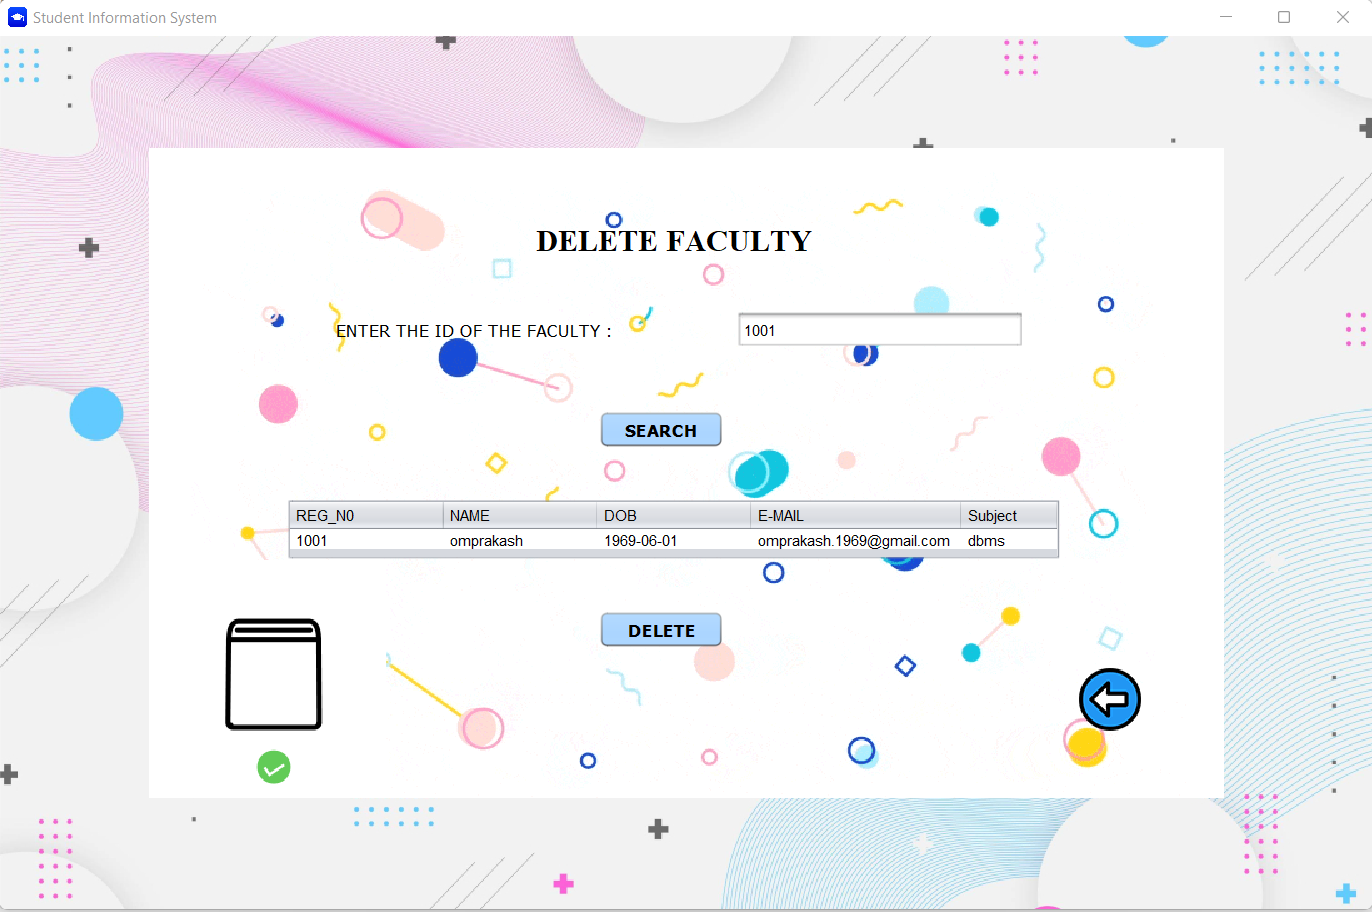 Student Information System
DELETE FACULTY
ENTER THE ID OF THE FACULTY : 1001
SEARCH
REG_N0 NAME DOB E-MAIL Subject
1001 omprakash 1969-06-01 omprakash.1969@gmail.com dbms
DELETE